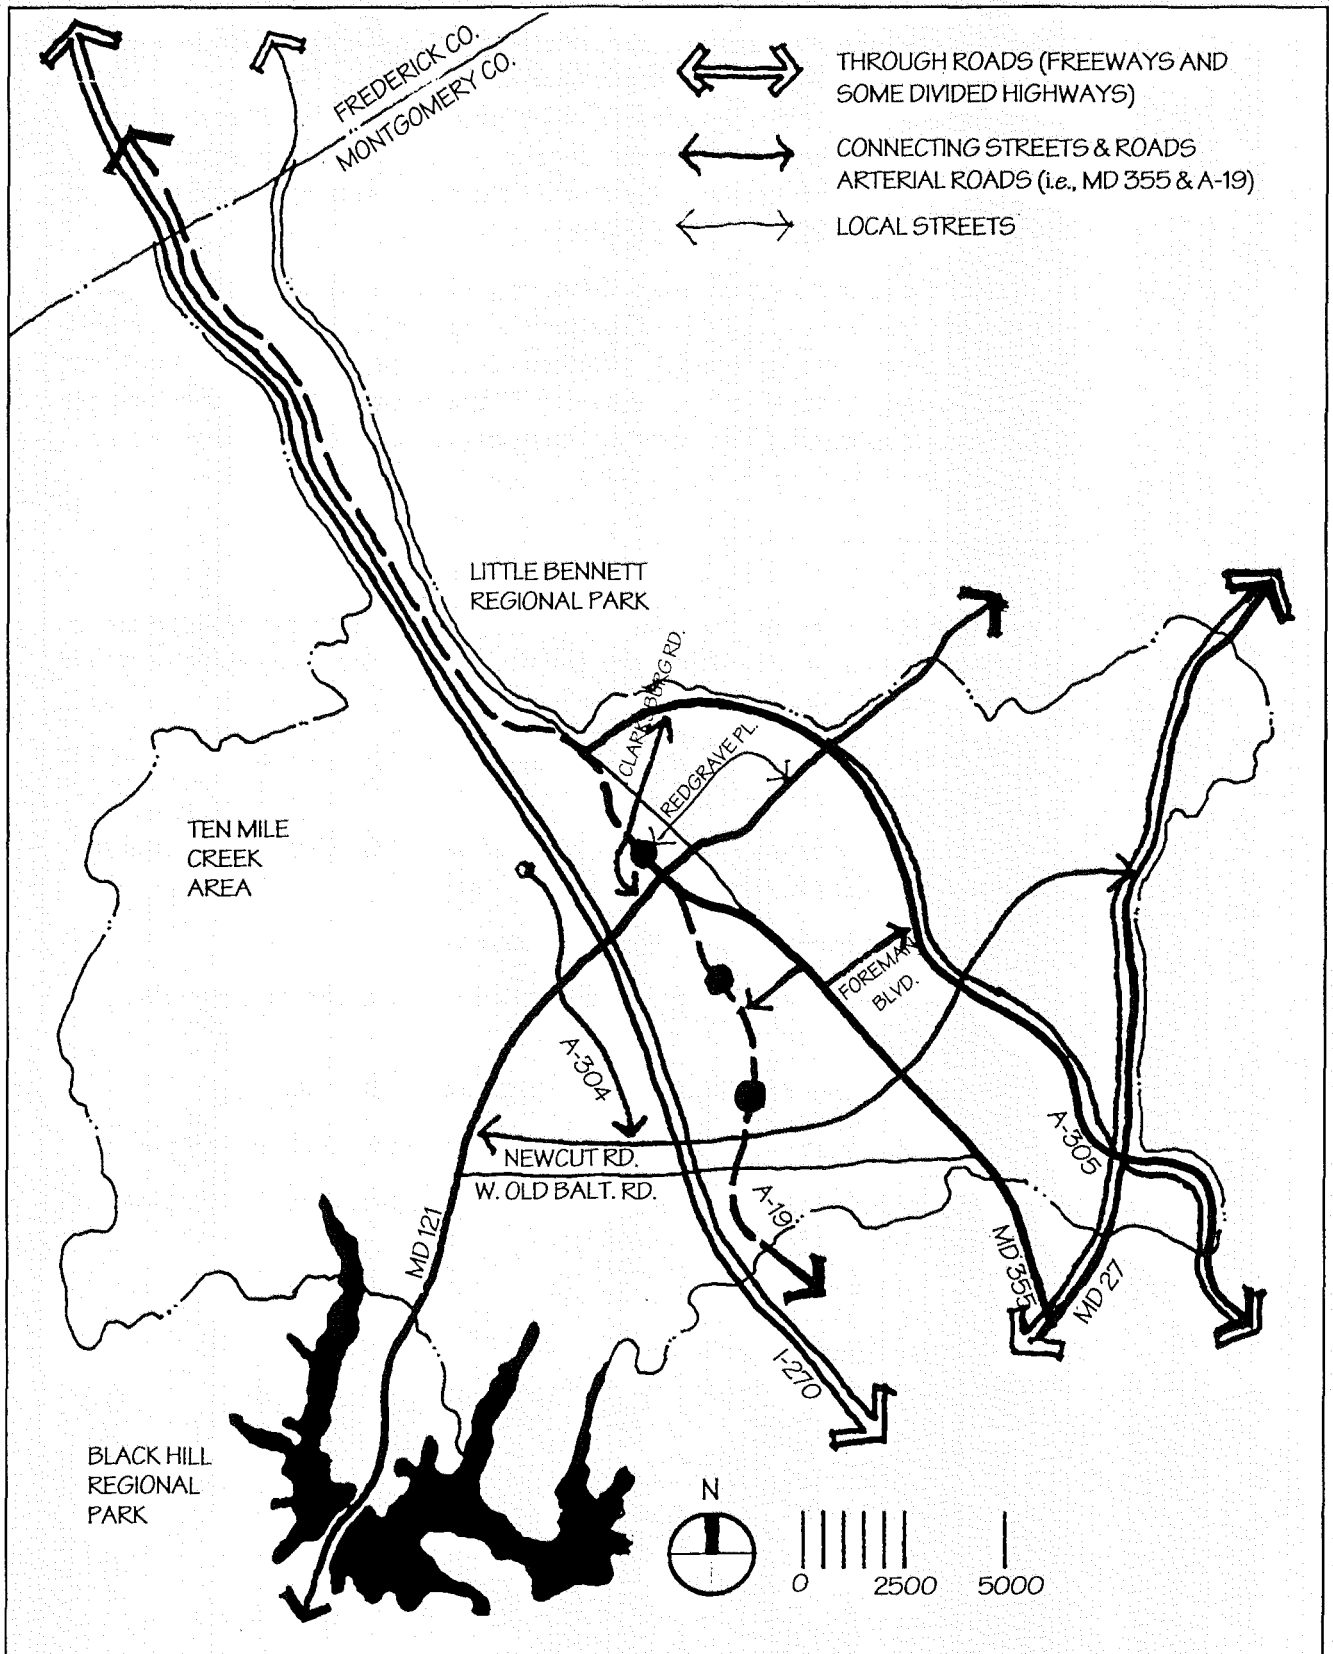 FREDERICK CO.
MONTGOMERY CO.
THROUGH ROADS (FREEWAYS AND
SOME DIVIDED HIGHWAYS)
CONNECTING STREETS & ROADS
ARTERIAL ROADS (i.e., MD 355 & A-19)
LOCAL STREETS
LITTLE BENNETT
REGIONAL PARK
CLARKSBURG RD.
REDGRAVE PL.
TEN MILE
CREEK
AREA
FOREMAN
BLVD.
A-304
A-305
NEWCUT RD.
W. OLD BALT. RD.
A-19
MD 121
MD 355
MD 27
I-270
BLACK HILL
REGIONAL
PARK
N
0 2500 5000